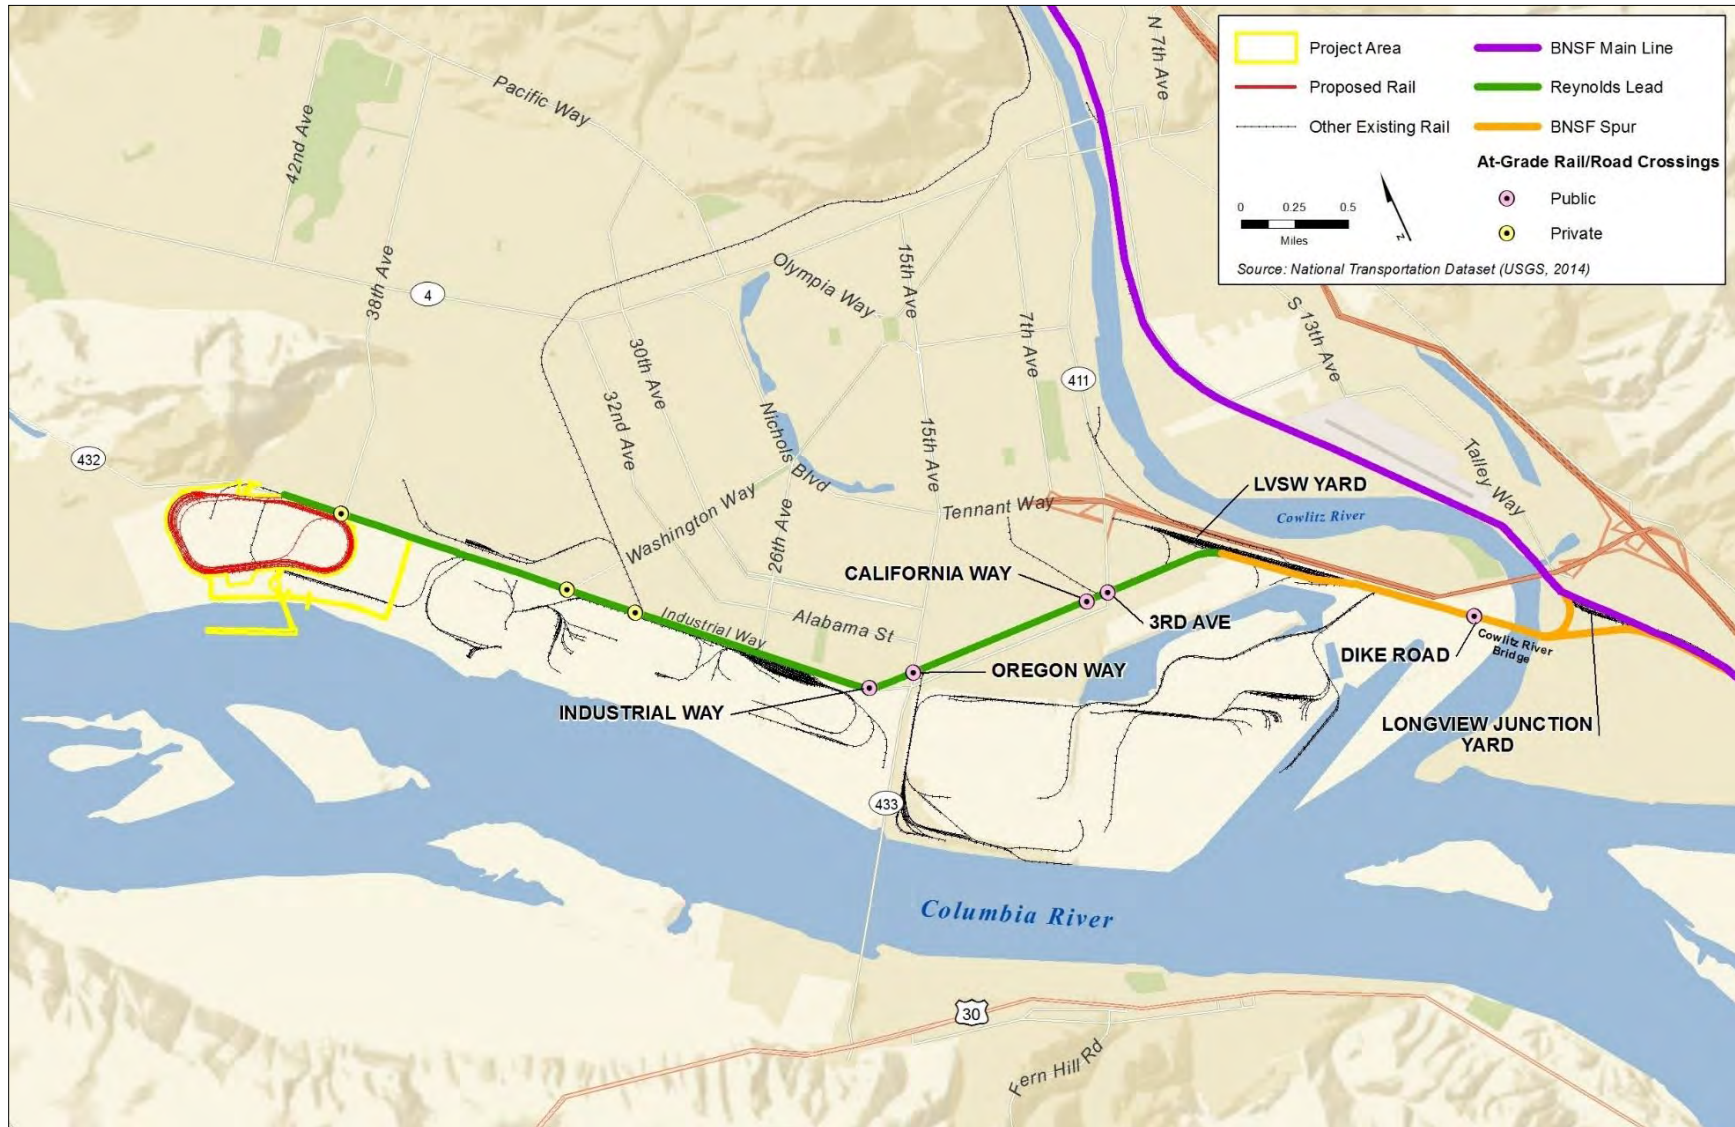 Project Area
Proposed Rail
Other Existing Rail
BNSF Main Line
Reynolds Lead
BNSF Spur
At-Grade Rail/Road Crossings
Public
Private
0 0.25 0.5
Miles
N
Source: National Transportation Dataset (USGS, 2014)
N 7th Ave
Pacific Way
42nd Ave
38th Ave
4
Olympia Way
15th Ave
7th Ave
411
S 13th Ave
30th Ave
32nd Ave
Nichols Blvd
15th Ave
Talley Way
432
Washington Way
26th Ave
Tennant Way
LVSW YARD
Cowlitz River
CALIFORNIA WAY
3RD AVE
Industrial Way
Alabama St
OREGON WAY
DIKE ROAD
Cowlitz River
Bridge
INDUSTRIAL WAY
LONGVIEW JUNCTION
YARD
433
Columbia River
30
Fern Hill Rd